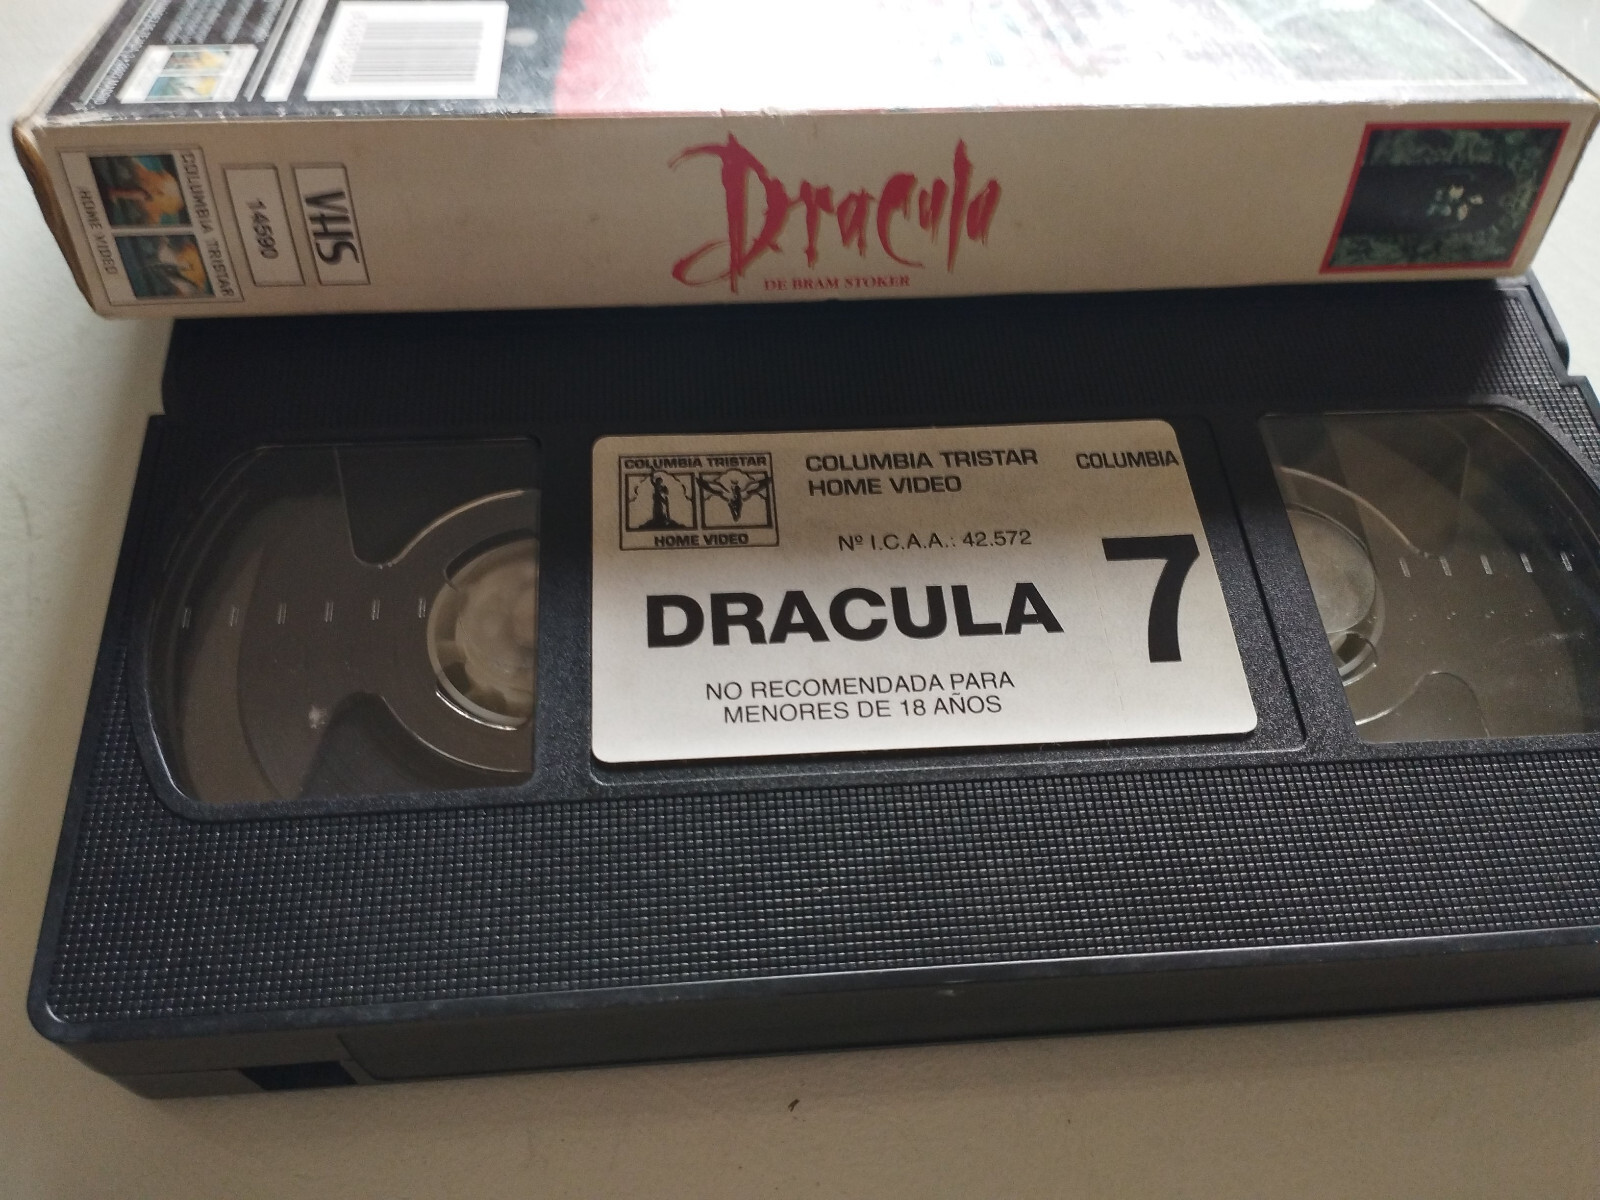 COLUMBIA TRISTAR
HOME VIDEO
14590
VHS
Dracula
DE BRAM STOKER
COLUMBIA TRISTAR
HOME VIDEO
COLUMBIA TRISTAR
HOME VIDEO
COLUMBIA
Nº I.C.A.A.: 42.572
DRACULA
7
NO RECOMENDADA PARA
MENORES DE 18 AÑOS